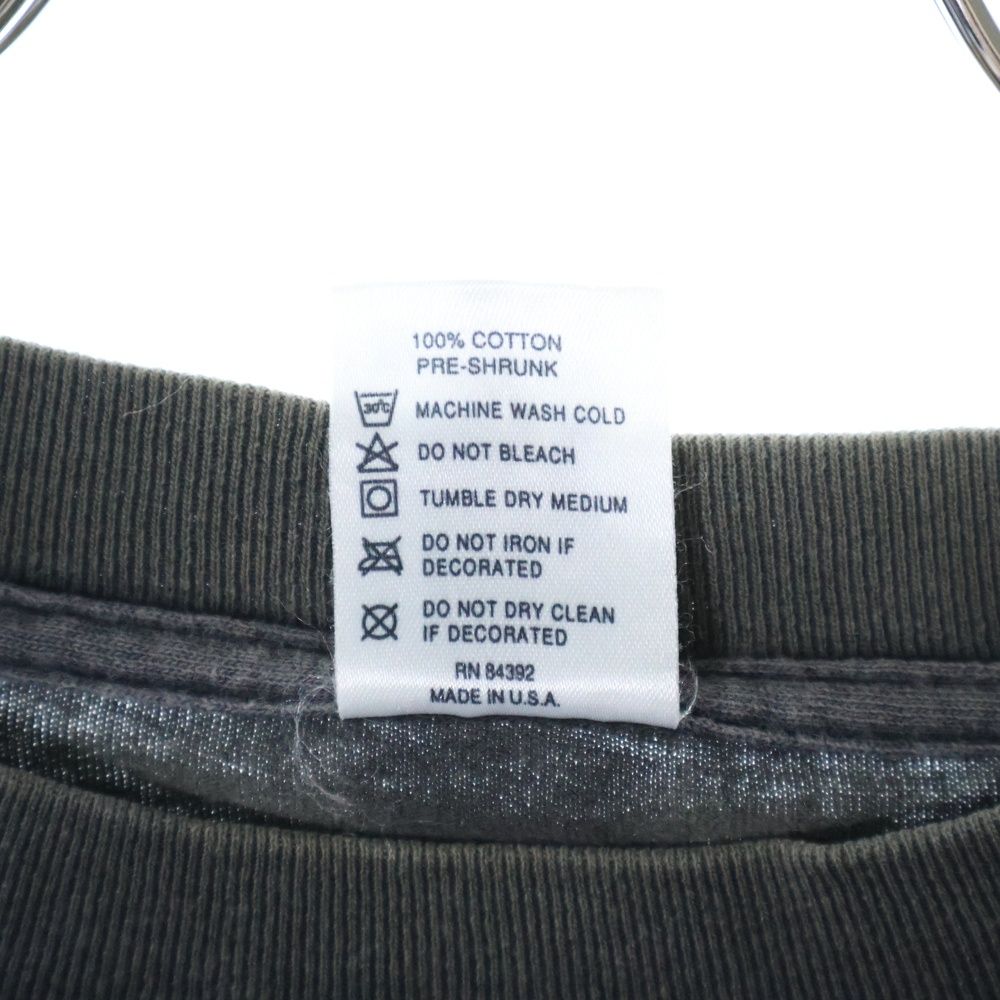 100% COTTON
PRE-SHRUNK
30°C MACHINE WASH COLD
DO NOT BLEACH
TUMBLE DRY MEDIUM
DO NOT IRON IF
DECORATED
DO NOT DRY CLEAN
IF DECORATED
RN 84392
MADE IN U.S.A.